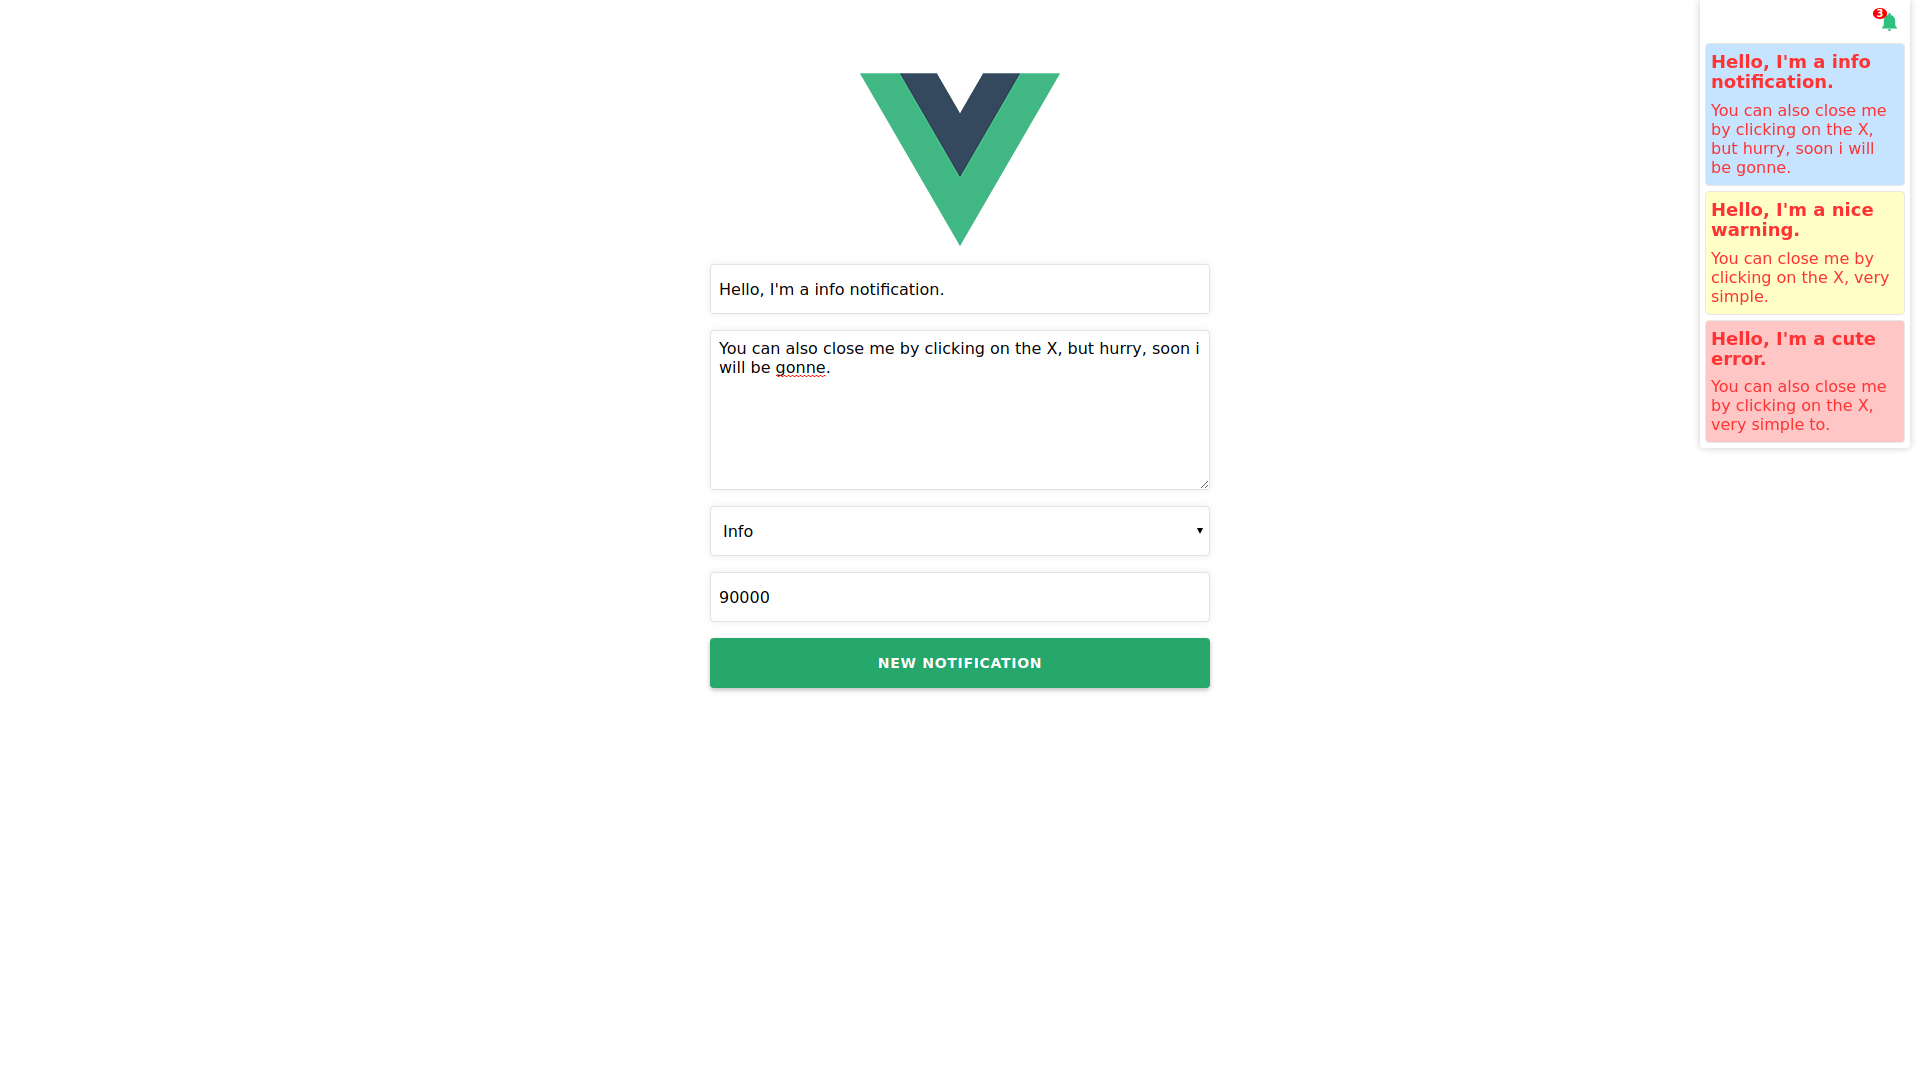 3
Hello, I'm a info
notification.
You can also close me
by clicking on the X,
but hurry, soon i will
be gonne.
Hello, I'm a nice
warning.
You can close me by
clicking on the X, very
simple.
Hello, I'm a cute
error.
You can also close me
by clicking on the X,
very simple to.
Hello, I'm a info notification.
You can also close me by clicking on the X, but hurry, soon i
will be gonne.
Info
90000
NEW NOTIFICATION